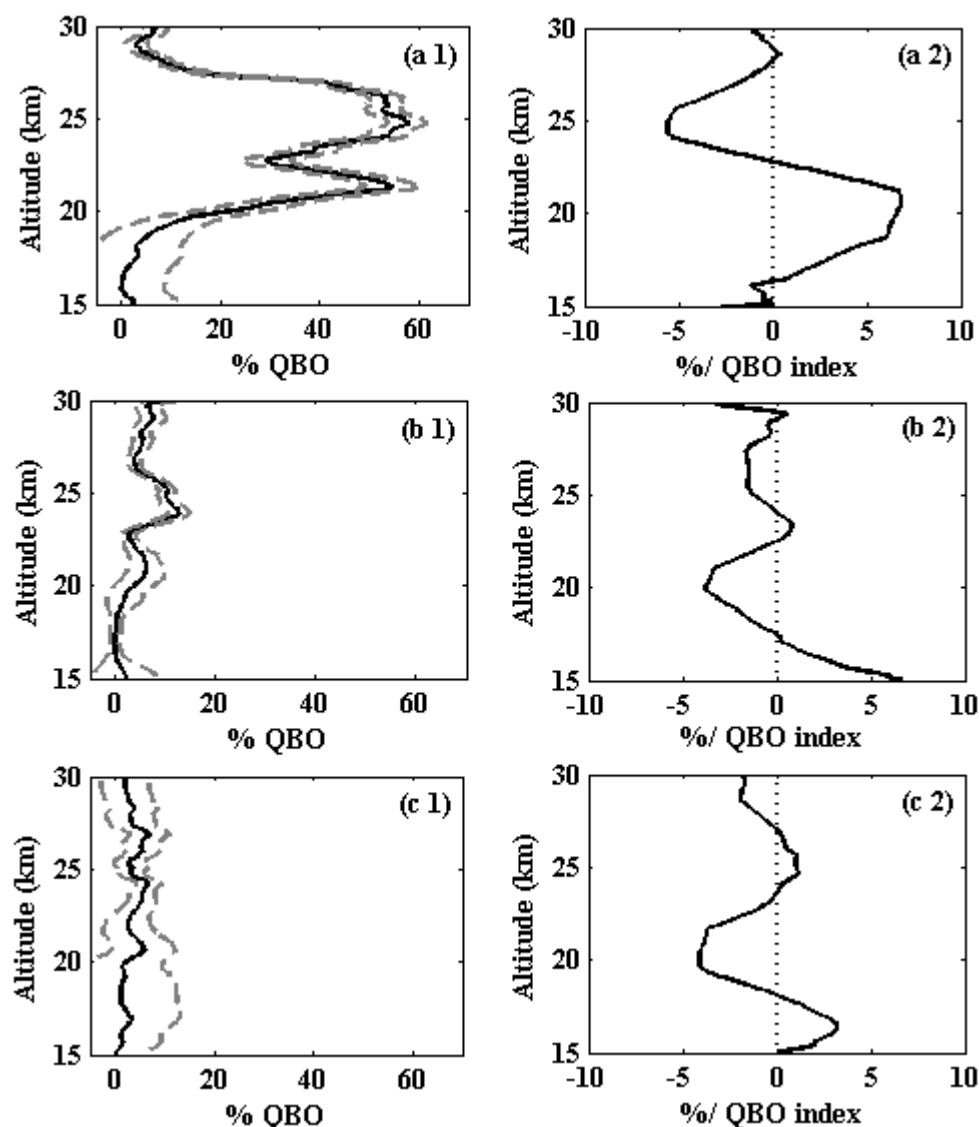 30 (a 1) 30 (a 2)
25 25
20 20
15 15
0 20 40 60 -10 -5 0 5 10
% QBO %/ QBO index
Altitude (km) Altitude (km)
30 (b 1) 30 (b 2)
25 25
20 20
15 15
0 20 40 60 -10 -5 0 5 10
% QBO %/ QBO index
Altitude (km) Altitude (km)
30 (c 1) 30 (c 2)
25 25
20 20
15 15
0 20 40 60 -10 -5 0 5 10
% QBO %/ QBO index
Altitude (km) Altitude (km)